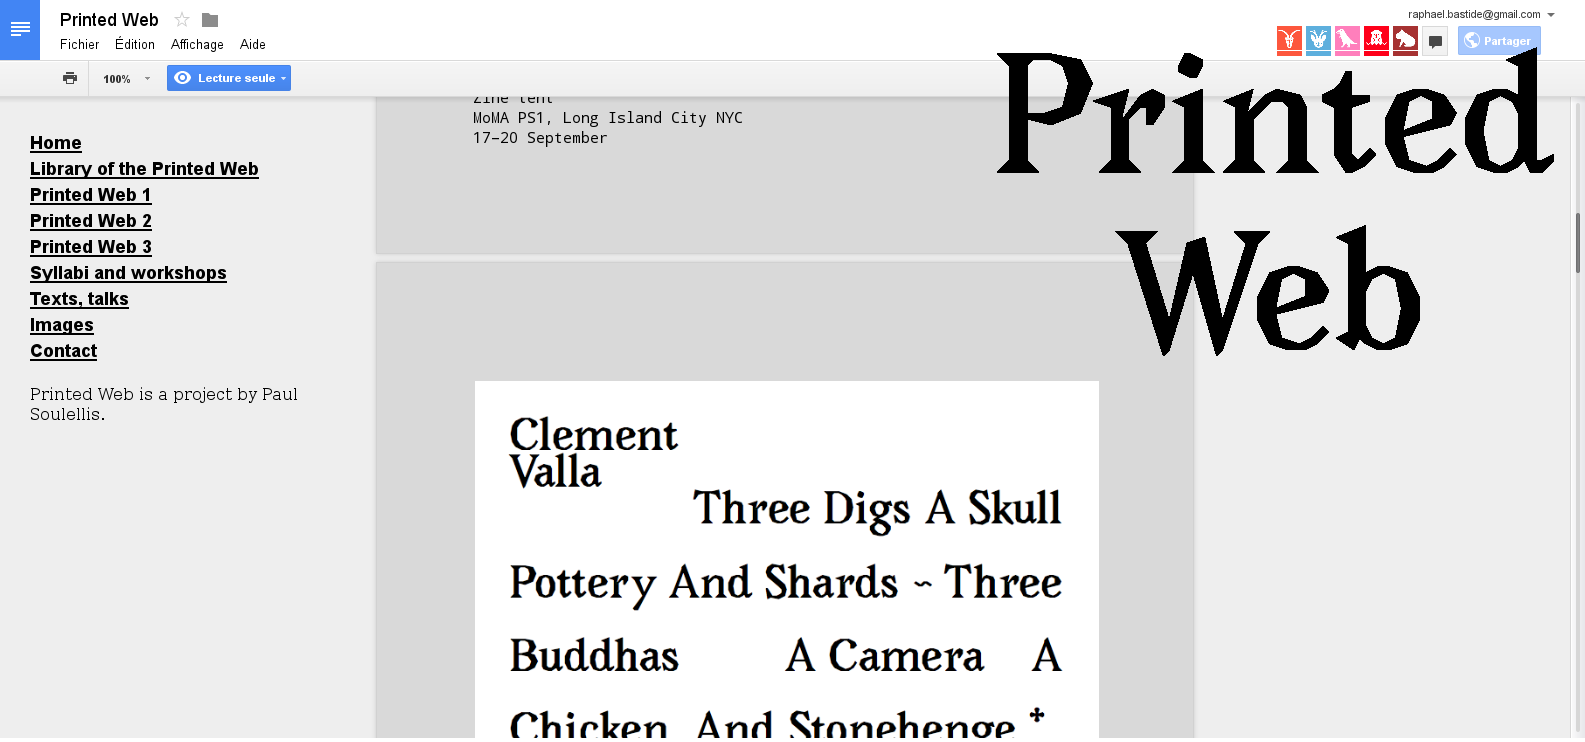 Printed Web
raphael.bastide@gmail.com
Fichier Édition Affichage Aide
Partager
100% Lecture seule
Printed
Web
Zine tent
MoMA PS1, Long Island City NYC
17–20 September
Home
Library of the Printed Web
Printed Web 1
Printed Web 2
Printed Web 3
Syllabi and workshops
Texts, talks
Images
Contact
Printed Web is a project by Paul
Soulellis.
Clement
Valla
Three Digs A Skull
Pottery And Shards ~ Three
Buddhas A Camera A
Chicken And Stonehenge ✢